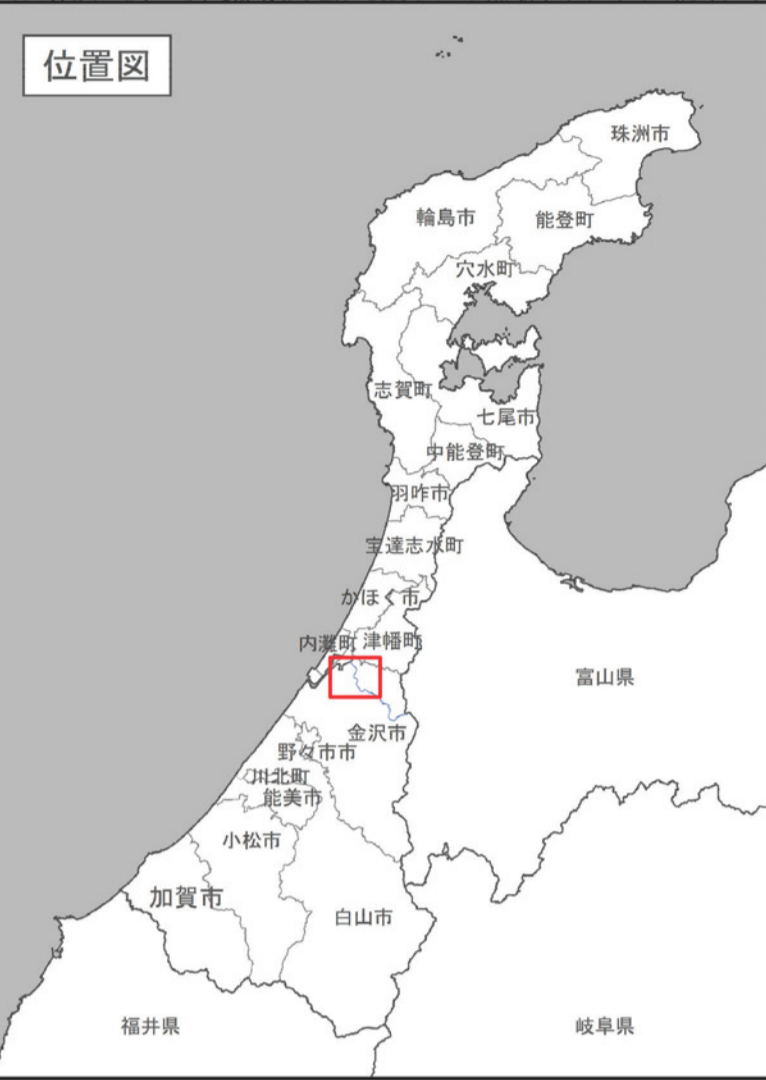 位置図
珠洲市
輪島市
能登町
穴水町
志賀町
七尾市
中能登町
羽咋市
宝達志水町
かほく市
内灘町
津幡町
富山県
金沢市
野々市市
川北町
能美市
小松市
加賀市
白山市
福井県
岐阜県